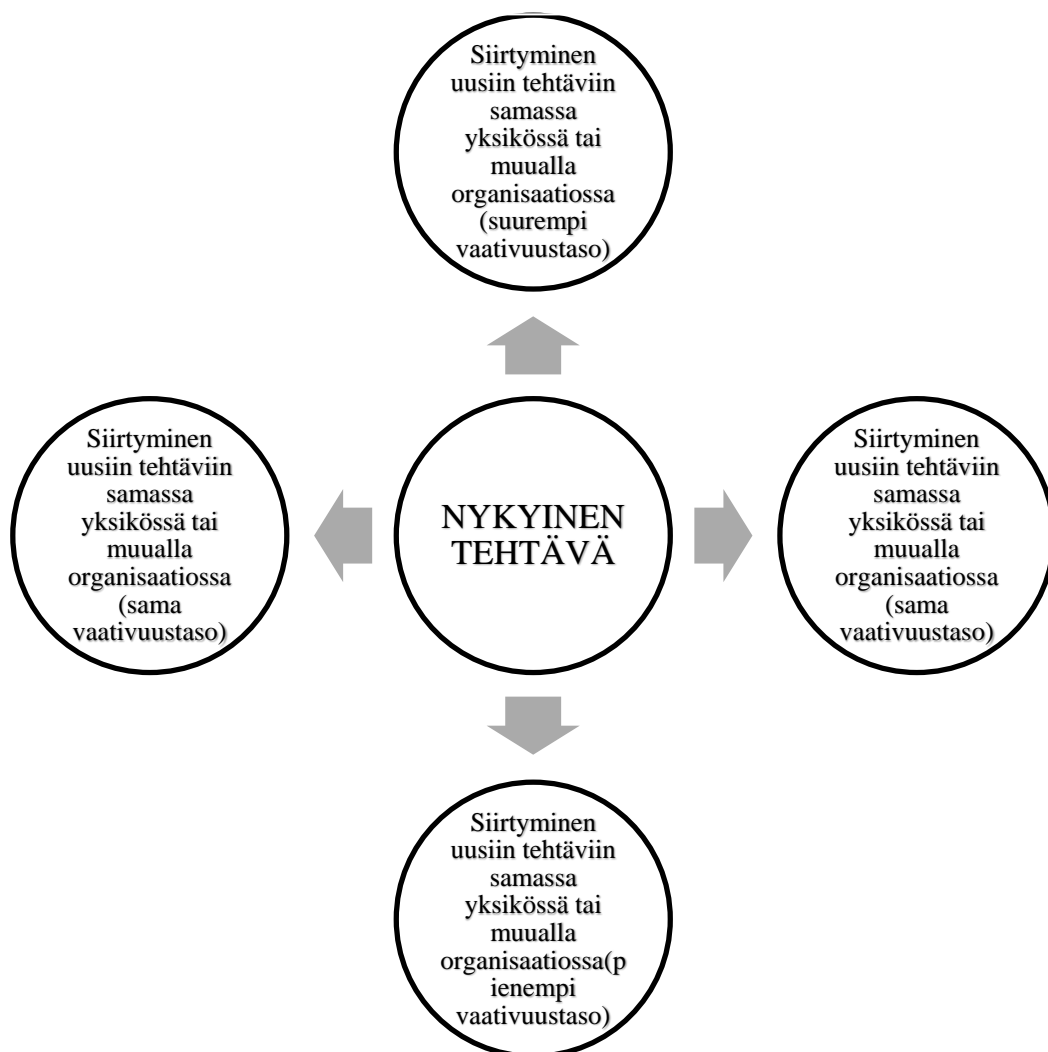 Siirtyminen
uusiin tehtäviin
samassa
yksikössä tai
muualla
organisaatiossa
(suurempi
vaativuustaso)
Siirtyminen
uusiin tehtäviin
samassa
yksikössä tai
muualla
organisaatiossa
(sama
vaativuustaso)
NYKYINEN
TEHTÄVÄ
Siirtyminen
uusiin tehtäviin
samassa
yksikössä tai
muualla
organisaatiossa
(sama
vaativuustaso)
Siirtyminen
uusiin tehtäviin
samassa
yksikössä tai
muualla
organisaatiossa(p
ienempi
vaativuustaso)